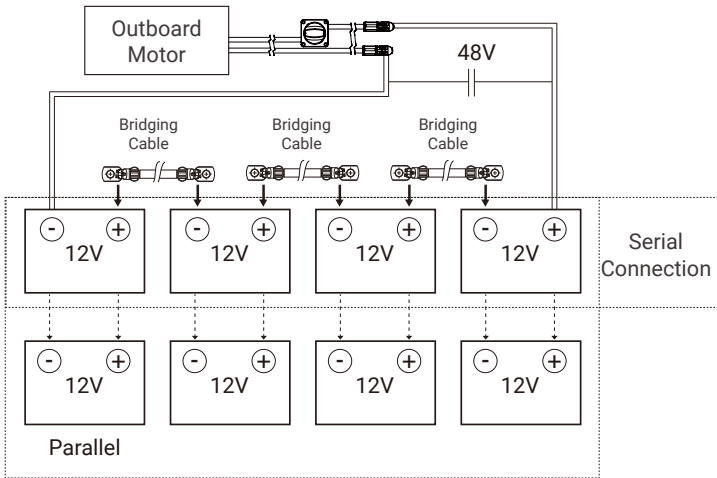 Outboard
Motor
48V
Bridging
Cable
Bridging
Cable
Bridging
Cable
- +
12V
- +
12V
- +
12V
- +
12V
Serial
Connection
- +
12V
- +
12V
- +
12V
- +
12V
Parallel